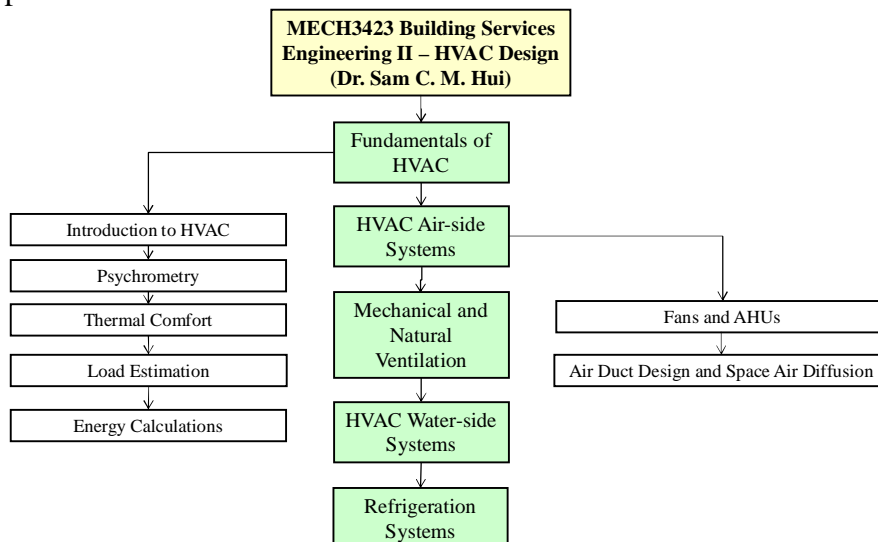 MECH3423 Building Services
Engineering II – HVAC Design
(Dr. Sam C. M. Hui)
Fundamentals of
HVAC
Introduction to HVAC
Psychrometry
Thermal Comfort
Load Estimation
Energy Calculations
HVAC Air-side
Systems
Fans and AHUs
Air Duct Design and Space Air Diffusion
Mechanical and
Natural
Ventilation
HVAC Water-side
Systems
Refrigeration
Systems